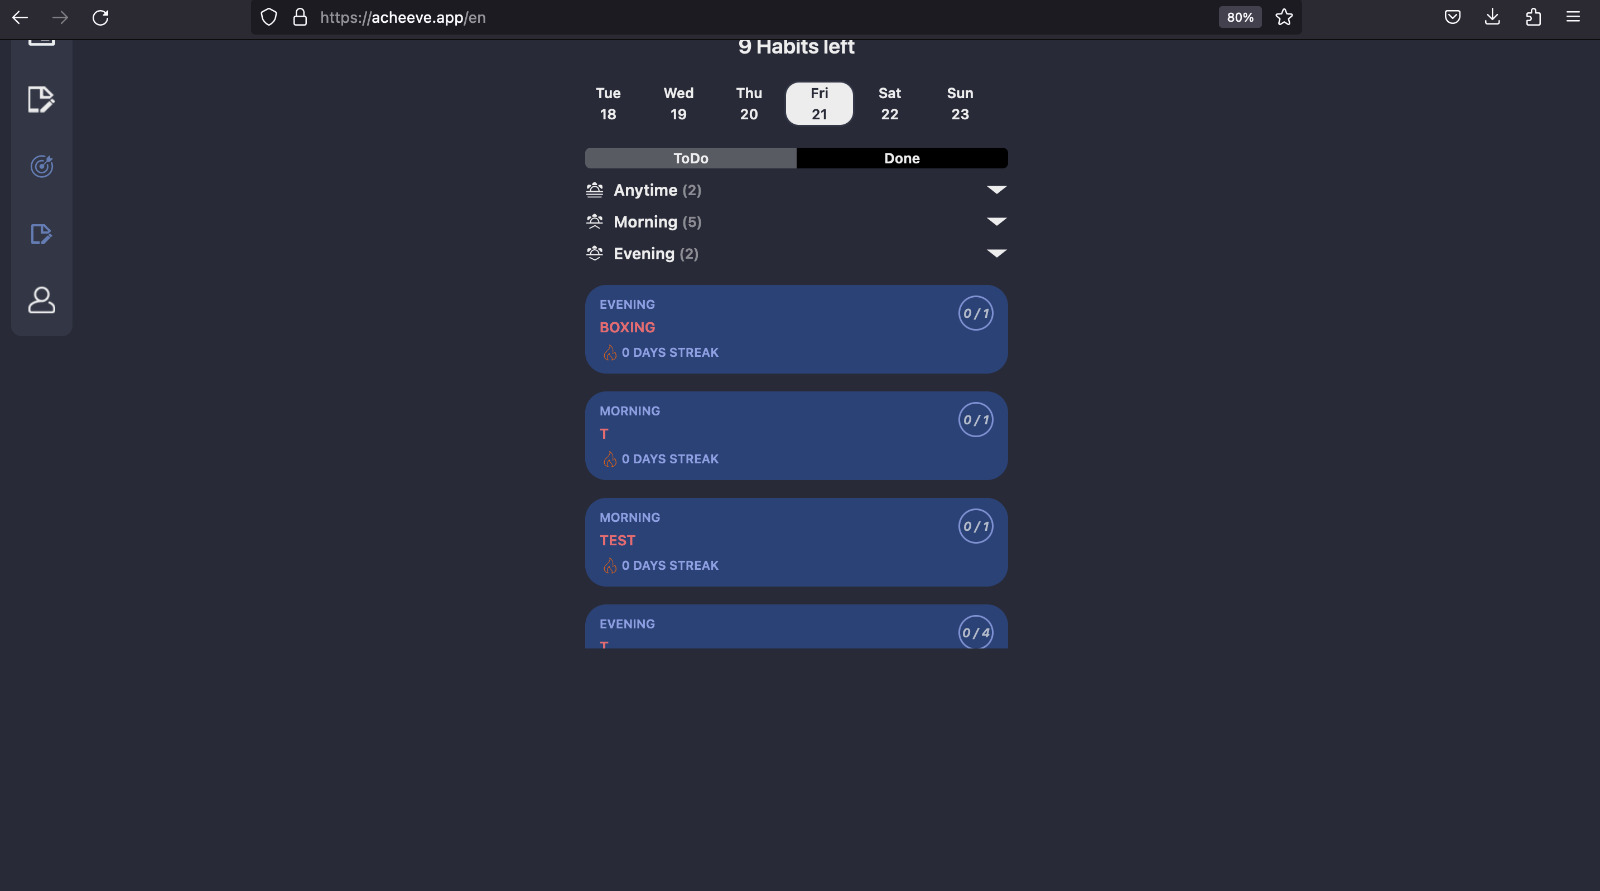 https://acheeve.app/en
80%
9 Habits left
Tue Wed Thu Fri Sat Sun
18 19 20 21 22 23
ToDo Done
Anytime (2)
Morning (5)
Evening (2)
EVENING
0 / 1
BOXING
0 DAYS STREAK
MORNING
0 / 1
T
0 DAYS STREAK
MORNING
0 / 1
TEST
0 DAYS STREAK
EVENING
0 / 4
T